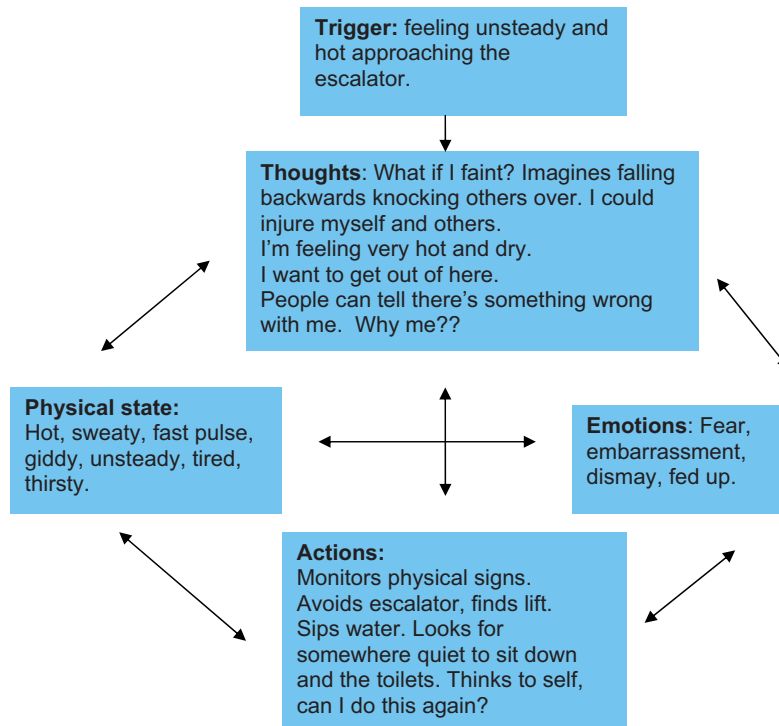 Trigger: feeling unsteady and
hot approaching the
escalator.
Thoughts: What if I faint? Imagines falling
backwards knocking others over. I could
injure myself and others.
I'm feeling very hot and dry.
I want to get out of here.
People can tell there's something wrong
with me.  Why me??
Physical state:
Hot, sweaty, fast pulse,
giddy, unsteady, tired,
thirsty.
Emotions: Fear,
embarrassment,
dismay, fed up.
Actions:
Monitors physical signs.
Avoids escalator, finds lift.
Sips water. Looks for
somewhere quiet to sit down
and the toilets. Thinks to self,
can I do this again?